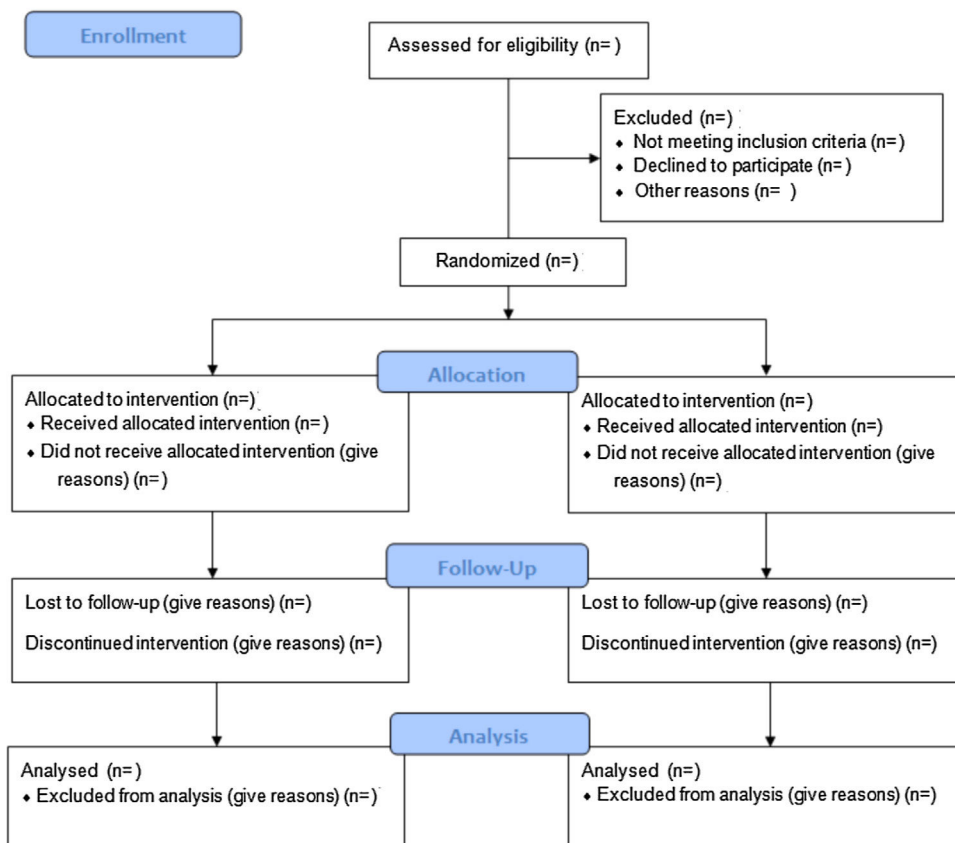 Enrollment
Assessed for eligibility (n= )
Excluded (n=)
⬥ Not meeting inclusion criteria (n=)
⬥ Declined to participate (n= )
⬥ Other reasons (n= )
Randomized (n=)
Allocation
Allocated to intervention (n=)
⬥ Received allocated intervention (n=)
⬥ Did not receive allocated intervention (give
reasons) (n=)
Allocated to intervention (n=)
⬥ Received allocated intervention (n=)
⬥ Did not receive allocated intervention (give
reasons) (n=)
Follow-Up
Lost to follow-up (give reasons) (n=)
Discontinued intervention (give reasons) (n=)
Lost to follow-up (give reasons) (n=)
Discontinued intervention (give reasons) (n=)
Analysis
Analysed (n=)
⬥ Excluded from analysis (give reasons) (n=)
Analysed (n=)
⬥ Excluded from analysis (give reasons) (n=)